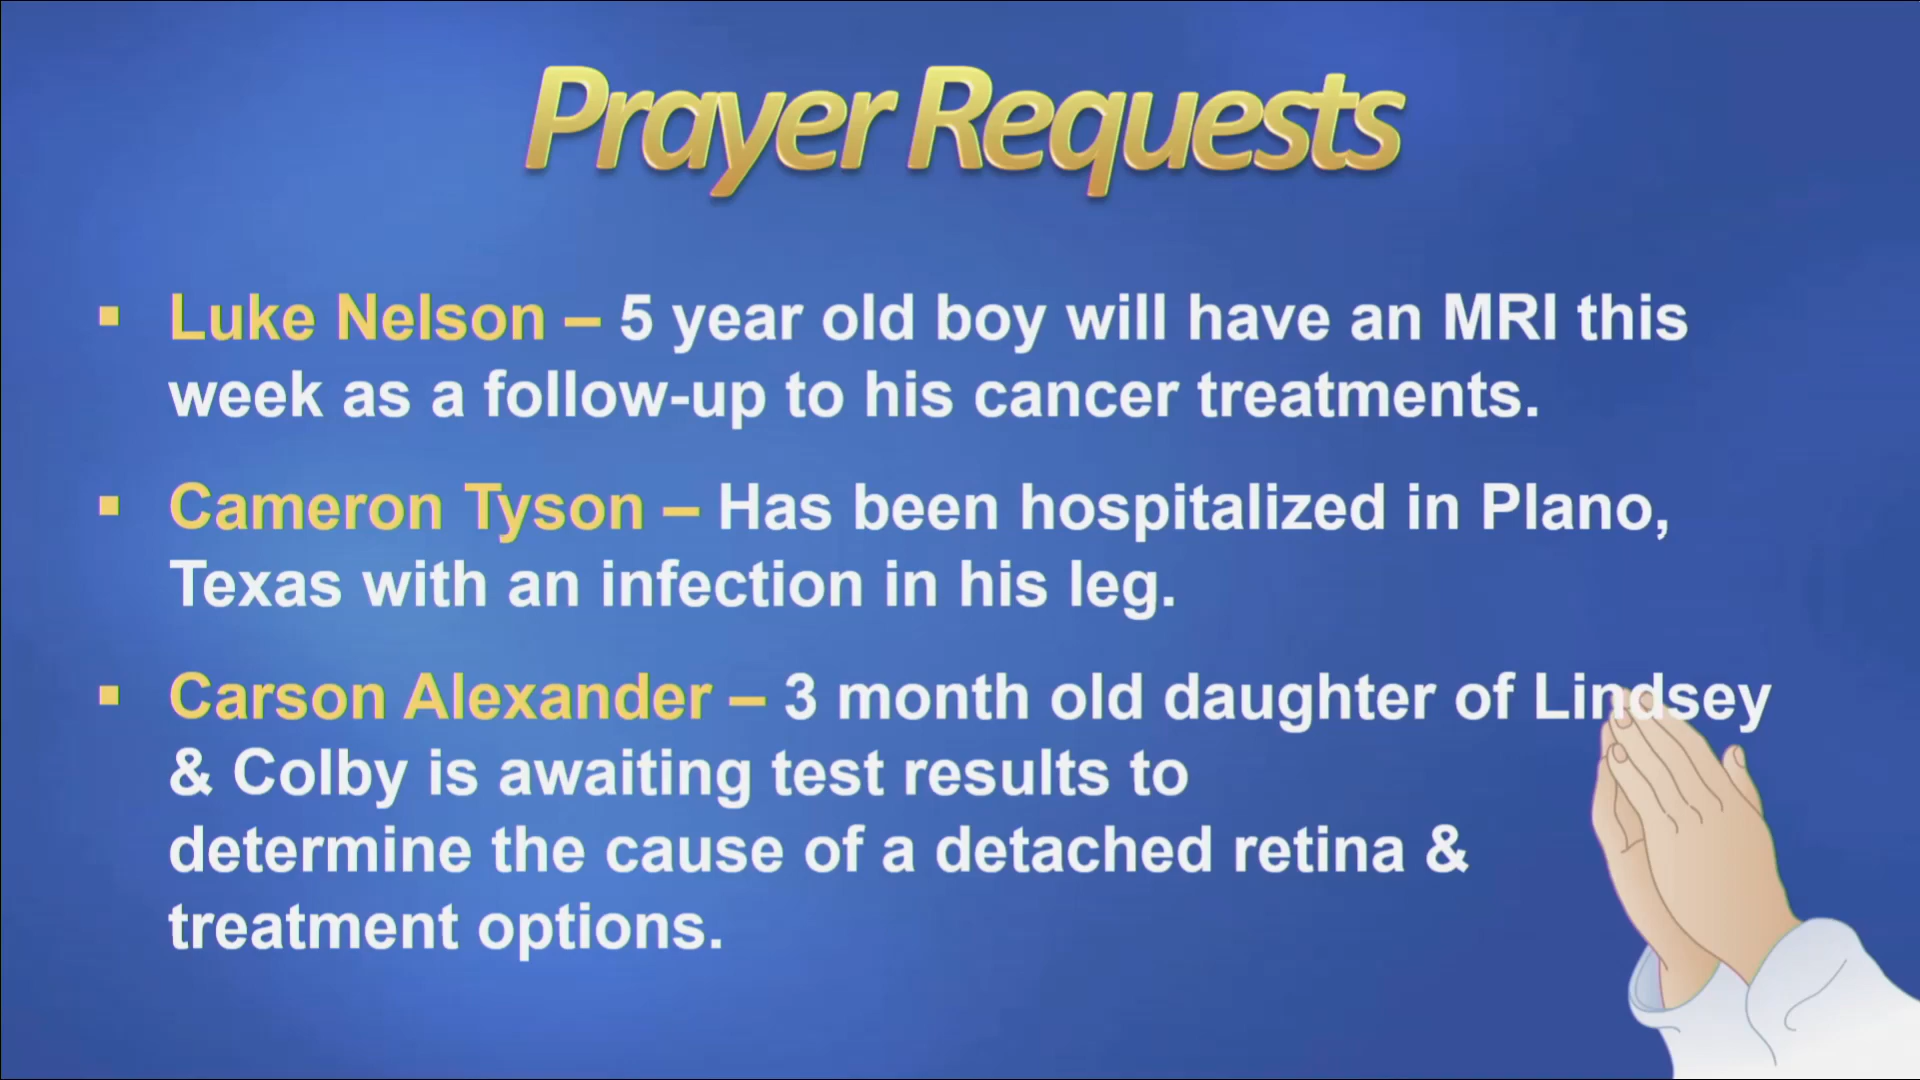 Prayer Requests
▪ Luke Nelson – 5 year old boy will have an MRI this
week as a follow-up to his cancer treatments.
▪ Cameron Tyson – Has been hospitalized in Plano,
Texas with an infection in his leg.
▪ Carson Alexander – 3 month old daughter of Lindsey
& Colby is awaiting test results to
determine the cause of a detached retina &
treatment options.